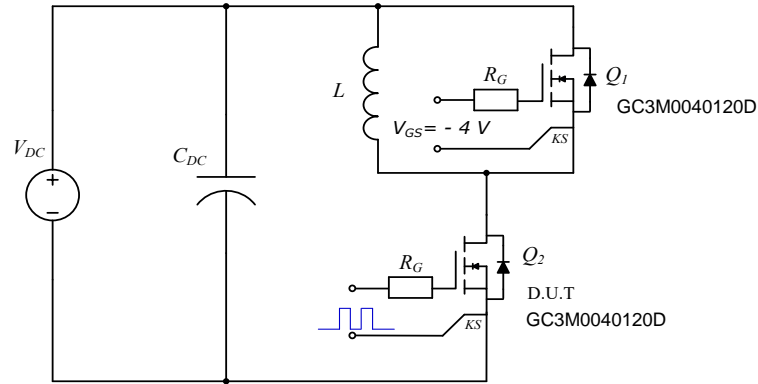 R_G
Q_1
GC3M0040120D
L
V_GS= - 4 V
KS
V_DC
C_DC
+
−
R_G
Q_2
D.U.T
GC3M0040120D
KS